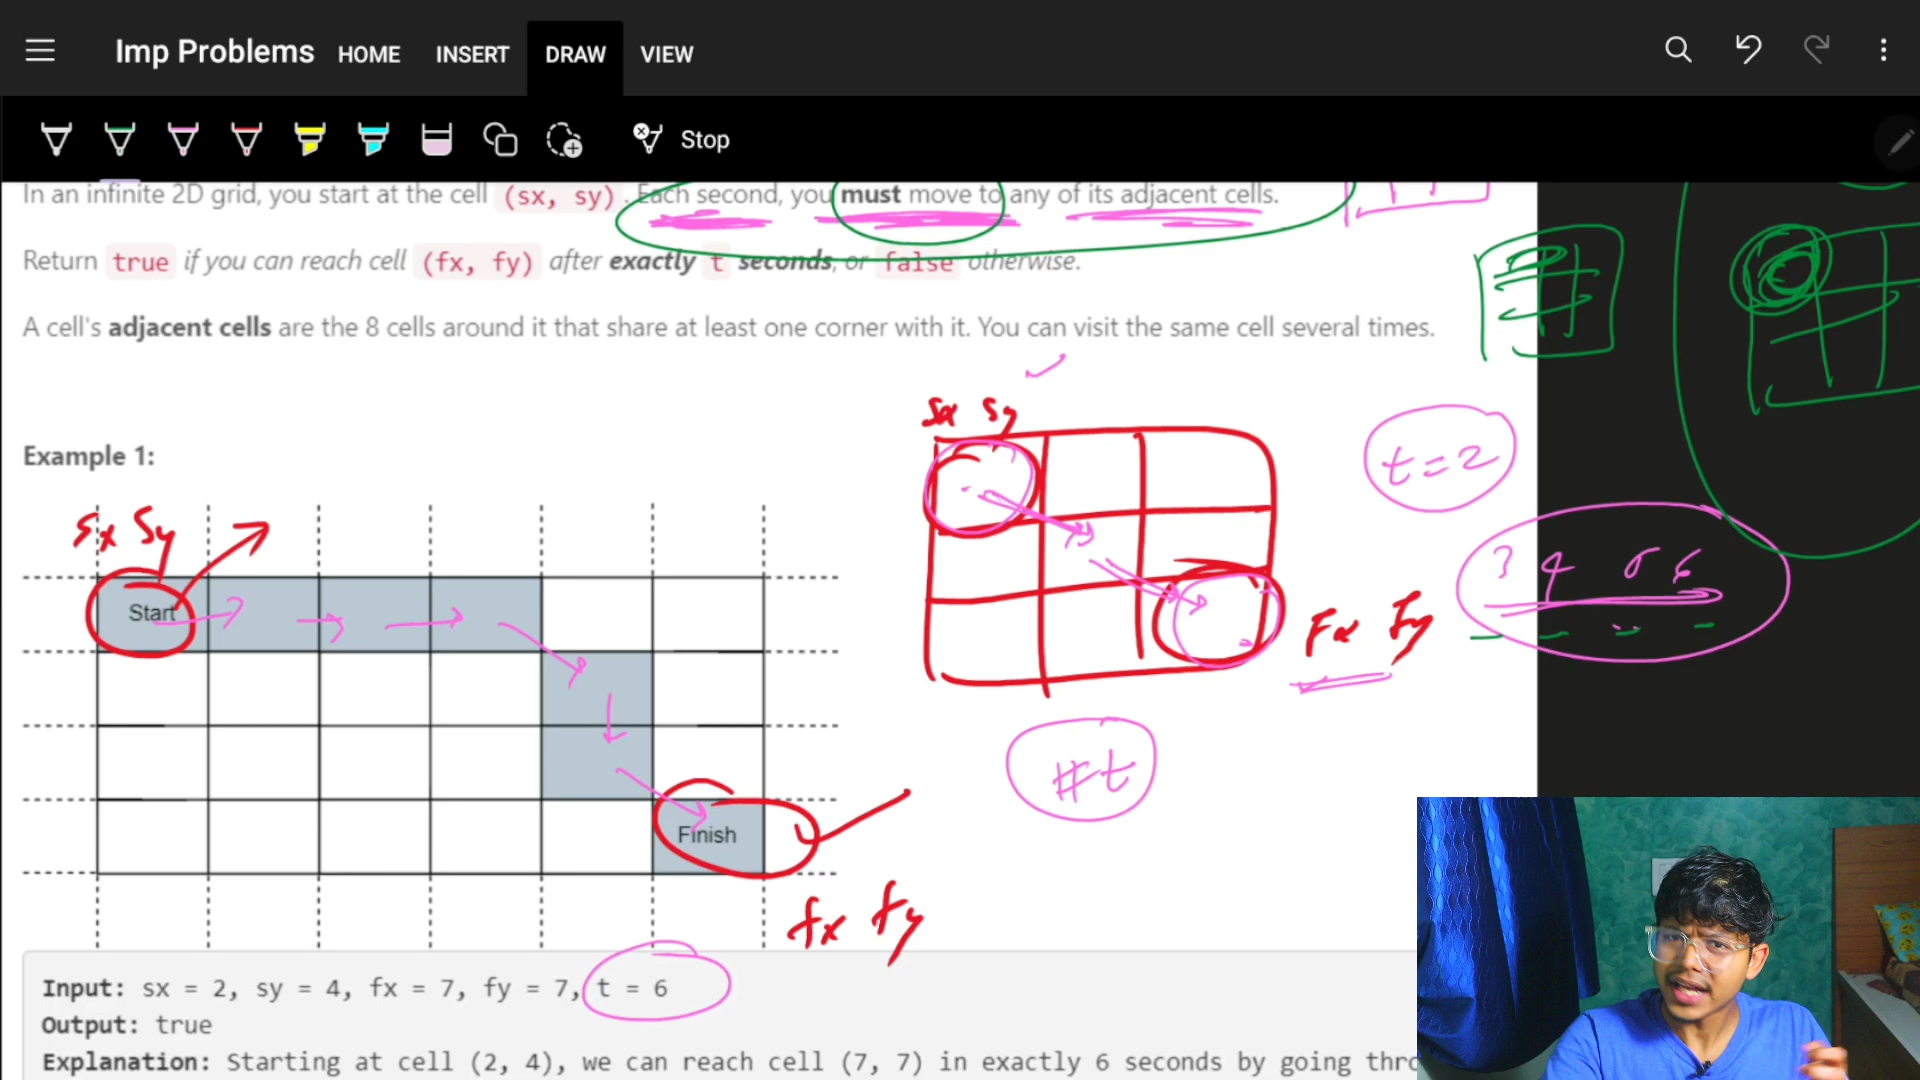 Imp Problems HOME INSERT DRAW VIEW
Stop
In an infinite 2D grid, you start at the cell (sx, sy). Each second, you must move to any of its adjacent cells.
Return true if you can reach cell (fx, fy) after exactly t seconds, or false otherwise.
A cell's adjacent cells are the 8 cells around it that share at least one corner with it. You can visit the same cell several times.
Sx Sy
t=2
Example 1:
Sx Sy
3 4 5 6
Start
Fx Fy
#t
Finish
fx fy
Input: sx = 2, sy = 4, fx = 7, fy = 7, t = 6
Output: true
Explanation: Starting at cell (2, 4), we can reach cell (7, 7) in exactly 6 seconds by going thro